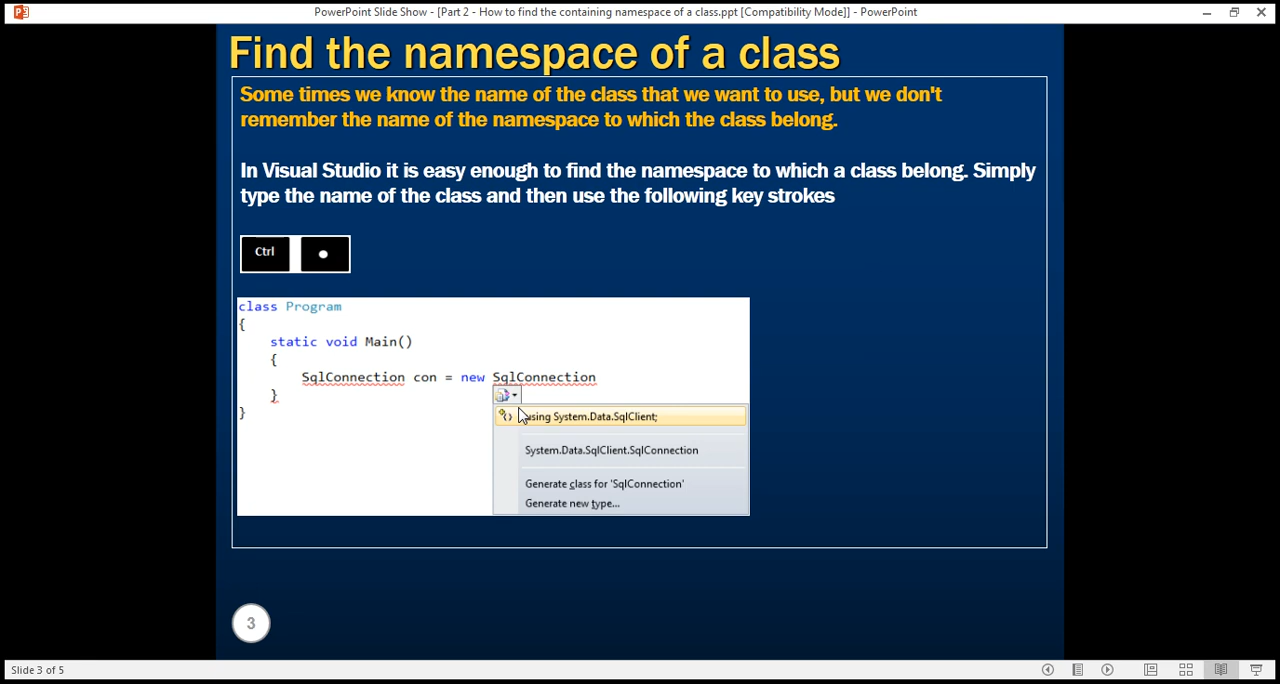 PowerPoint Slide Show - [Part 2 - How to find the containing namespace of a class.ppt [Compatibility Mode]] - PowerPoint
Find the namespace of a class
Some times we know the name of the class that we want to use, but we don't
remember the name of the namespace to which the class belong.
In Visual Studio it is easy enough to find the namespace to which a class belong. Simply
type the name of the class and then use the following key strokes
Ctrl •
class Program
{
static void Main()
{
SqlConnection con = new SqlConnection
}
}
using System.Data.SqlClient;
System.Data.SqlClient.SqlConnection
Generate class for 'SqlConnection'
Generate new type...
3
Slide 3 of 5